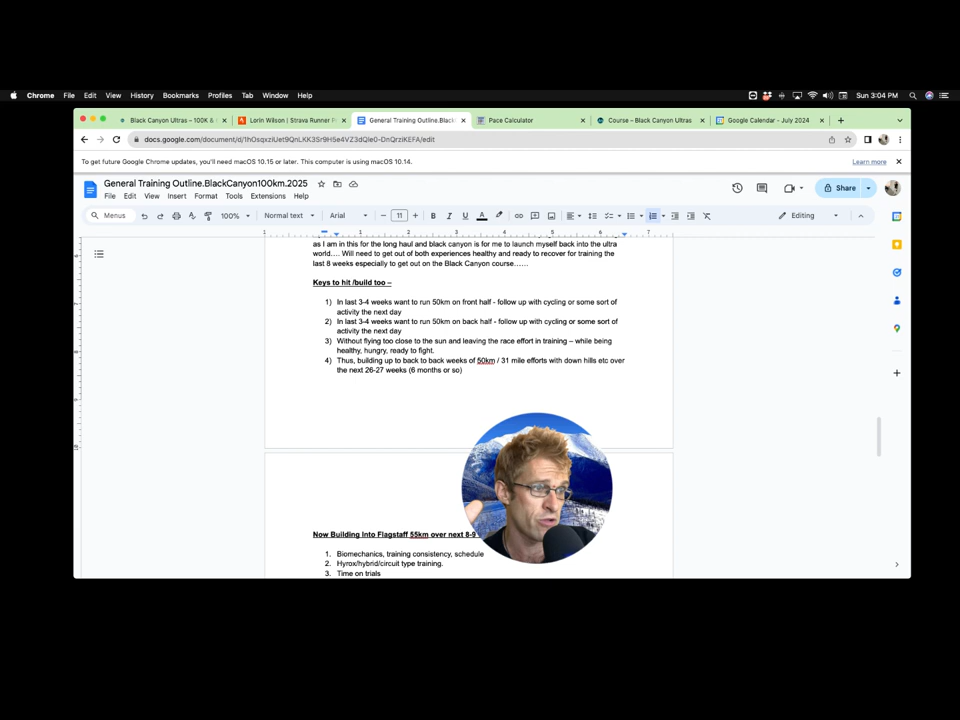 Chrome File Edit View History Bookmarks Profiles Tab Window Help Sun 3:04 PM
Black Canyon Ultras – 100K & Lorin Wilson | Strava Runner P General Training Outline.Black Pace Calculator Course – Black Canyon Ultras Google Calendar - July 2024
To get future Google Chrome updates, you'll need macOS 10.15 or later. This computer is using macOS 10.14. Learn more
General Training Outline.BlackCanyon100km.2025
Share
File Edit View Insert Format Tools Extensions Help
Menus 100% Normal text Arial 11 B I U A Editing
1 1 2 3 4 5 6 7
as I am in this for the long haul and black canyon is for me to launch myself back into the ultra
world…. Will need to get out of both experiences healthy and ready to recover for training the
last 8 weeks especially to get out on the Black Canyon course……
Keys to hit /build too –
1) In last 3-4 weeks want to run 50km on front half - follow up with cycling or some sort of
activity the next day
2) In last 3-4 weeks want to run 50km on back half - follow up with cycling or some sort of
activity the next day
3) Without flying too close to the sun and leaving the race effort in training – while being
healthy, hungry, ready to fight.
4) Thus, building up to back to back weeks of 50km / 31 mile efforts with down hills etc over
the next 26-27 weeks (6 months or so)
Now Building Into Flagstaff 55km over next 8-9
1. Biomechanics, training consistency, schedule
2. Hyrox/hybrid/circuit type training.
3. Time on trials